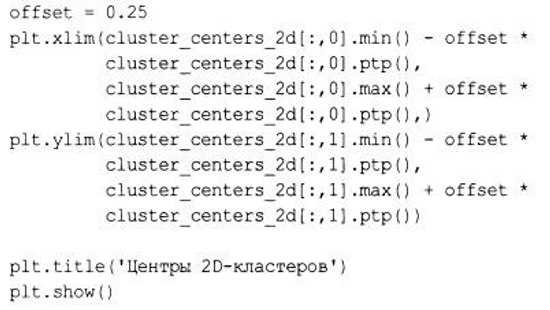 offset = 0.25
plt.xlim(cluster_centers_2d[:,0].min() - offset *
cluster_centers_2d[:,0].ptp(),
cluster_centers_2d[:,0].max() + offset *
cluster_centers_2d[:,0].ptp(),)
plt.ylim(cluster_centers_2d[:,1].min() - offset *
cluster_centers_2d[:,1].ptp(),
cluster_centers_2d[:,1].max() + offset *
cluster_centers_2d[:,1].ptp())
plt.title('Центры 2D-кластеров')
plt.show()